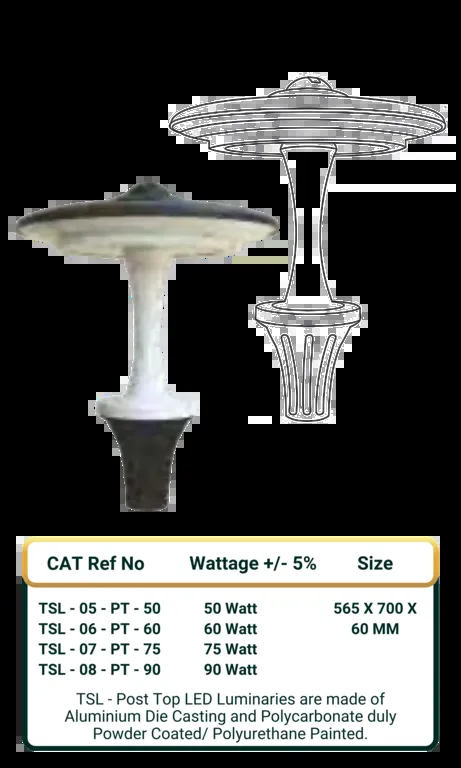 CAT Ref No Wattage +/- 5% Size
TSL - 05 - PT - 50 50 Watt 565 X 700 X
TSL - 06 - PT - 60 60 Watt 60 MM
TSL - 07 - PT - 75 75 Watt
TSL - 08 - PT - 90 90 Watt
TSL - Post Top LED Luminaries are made of
Aluminium Die Casting and Polycarbonate duly
Powder Coated/ Polyurethane Painted.